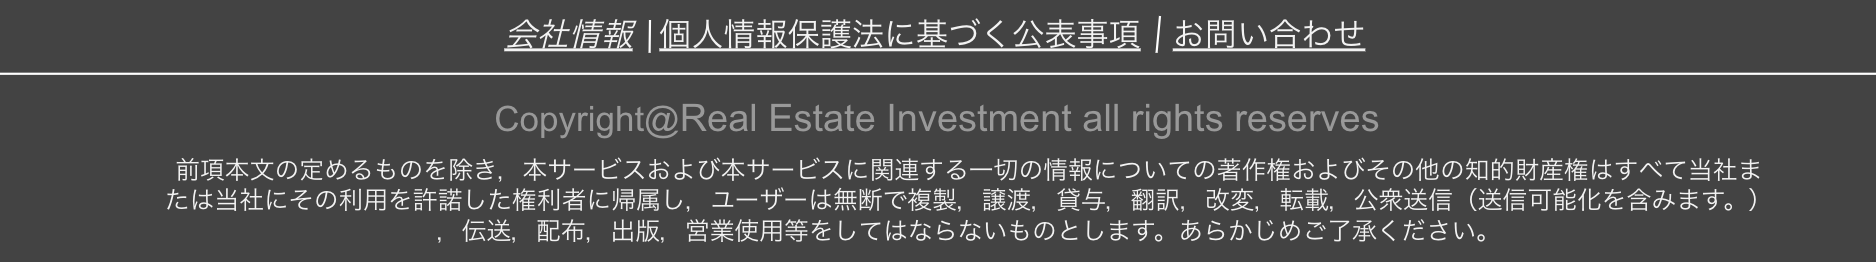 会社情報 | 個人情報保護法に基づく公表事項 | お問い合わせ
Copyright@Real Estate Investment all rights reserves
前項本文の定めるものを除き，本サービスおよび本サービスに関連する一切の情報についての著作権およびその他の知的財産権はすべて当社ま
たは当社にその利用を許諾した権利者に帰属し，ユーザーは無断で複製，譲渡，貸与，翻訳，改変，転載，公衆送信（送信可能化を含みます。）
，伝送，配布，出版，営業使用等をしてはならないものとします。あらかじめご了承ください。